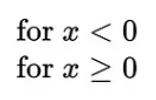 for x < 0
for x ≥ 0